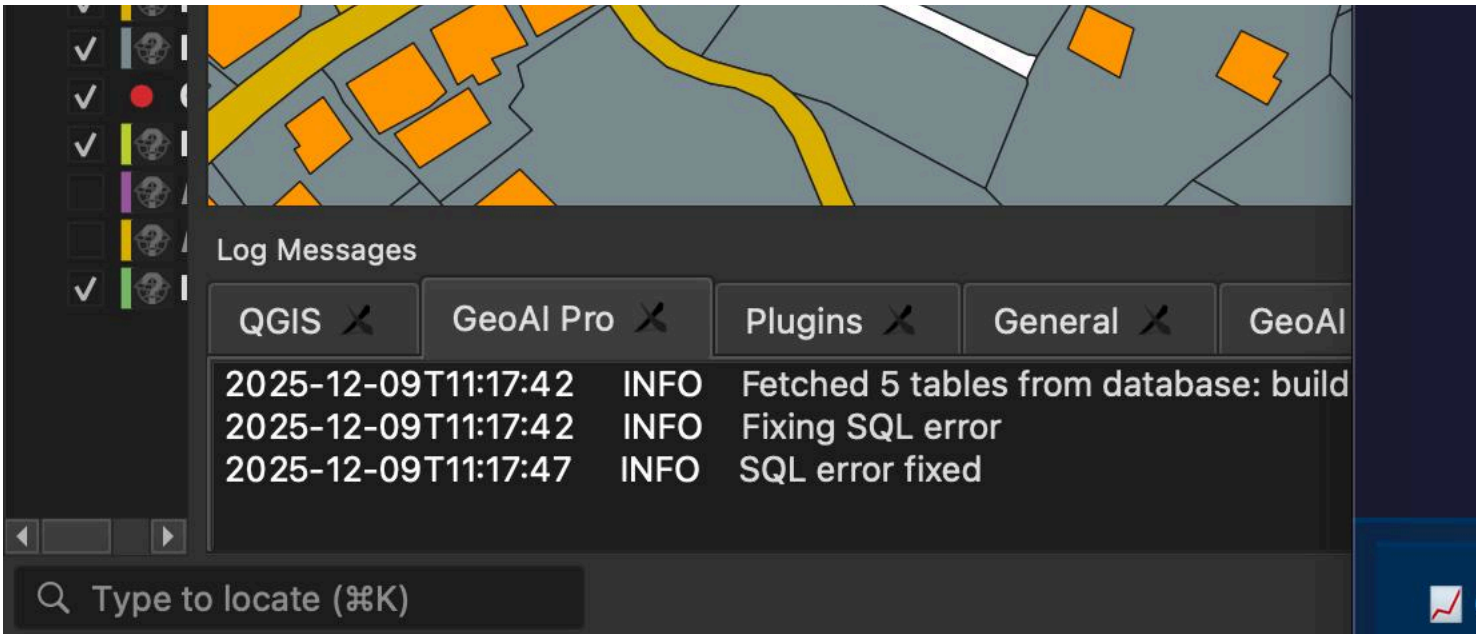 Log Messages
QGIS GeoAI Pro Plugins General GeoAI
2025-12-09T11:17:42 INFO Fetched 5 tables from database: build
2025-12-09T11:17:42 INFO Fixing SQL error
2025-12-09T11:17:47 INFO SQL error fixed
Type to locate (⌘K)